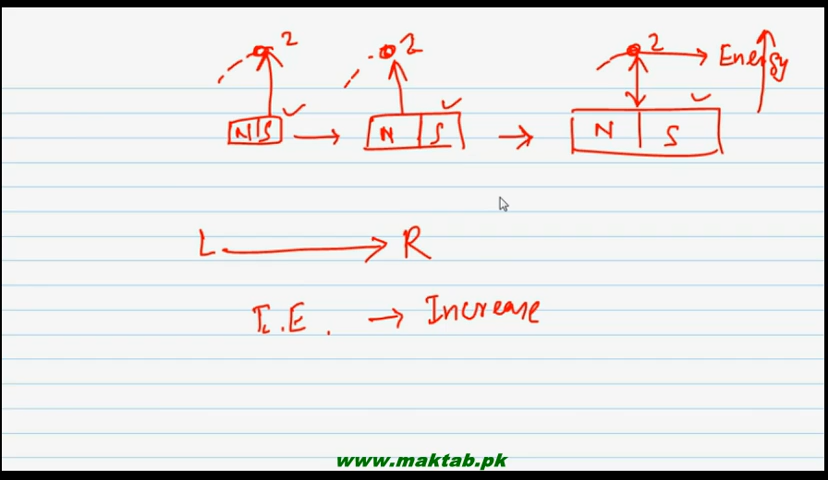 2 2 2 Energy
N S N S N S
L R
I.E. Increase
www.maktab.pk